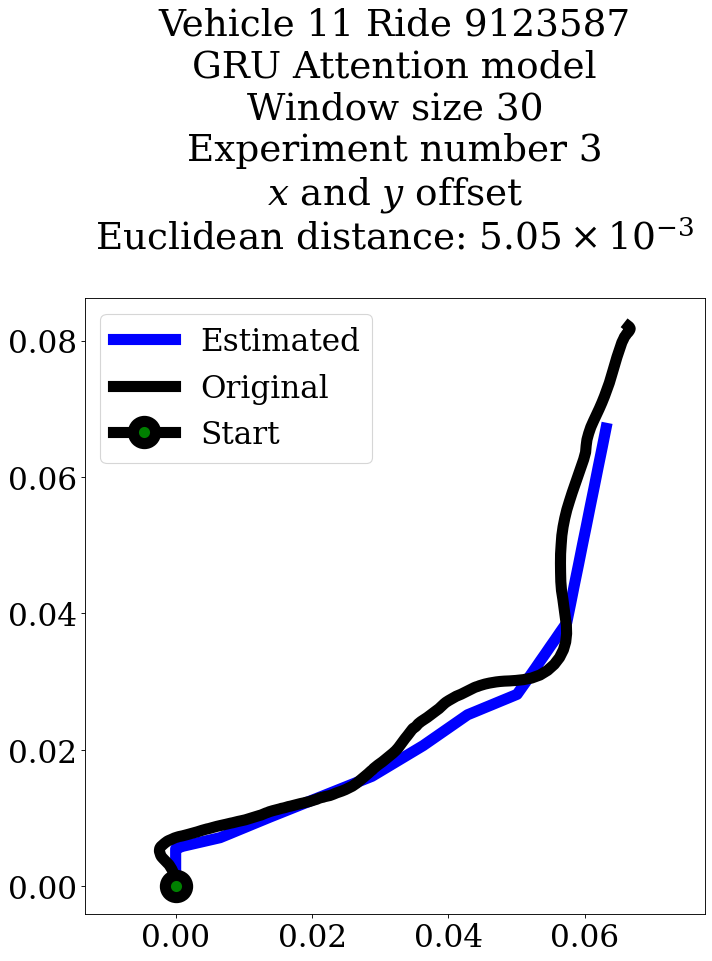 Vehicle 11 Ride 9123587
GRU Attention model
Window size 30
Experiment number 3
x and y offset
Euclidean distance: 5.05 × 10⁻³
Estimated
Original
Start
0.08
0.06
0.04
0.02
0.00
0.00 0.02 0.04 0.06